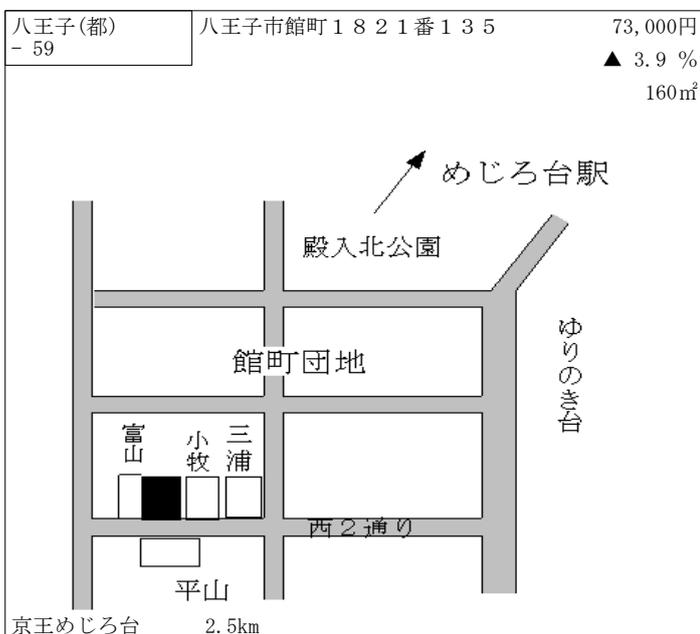 八王子(都)
- 59
八王子市館町１８２１番１３５
73,000円
▲ 3.9 %
160㎡
めじろ台駅
殿入北公園
館町団地
ゆりのき台
富山
小牧
三浦
西２通り
平山
京王めじろ台 2.5km